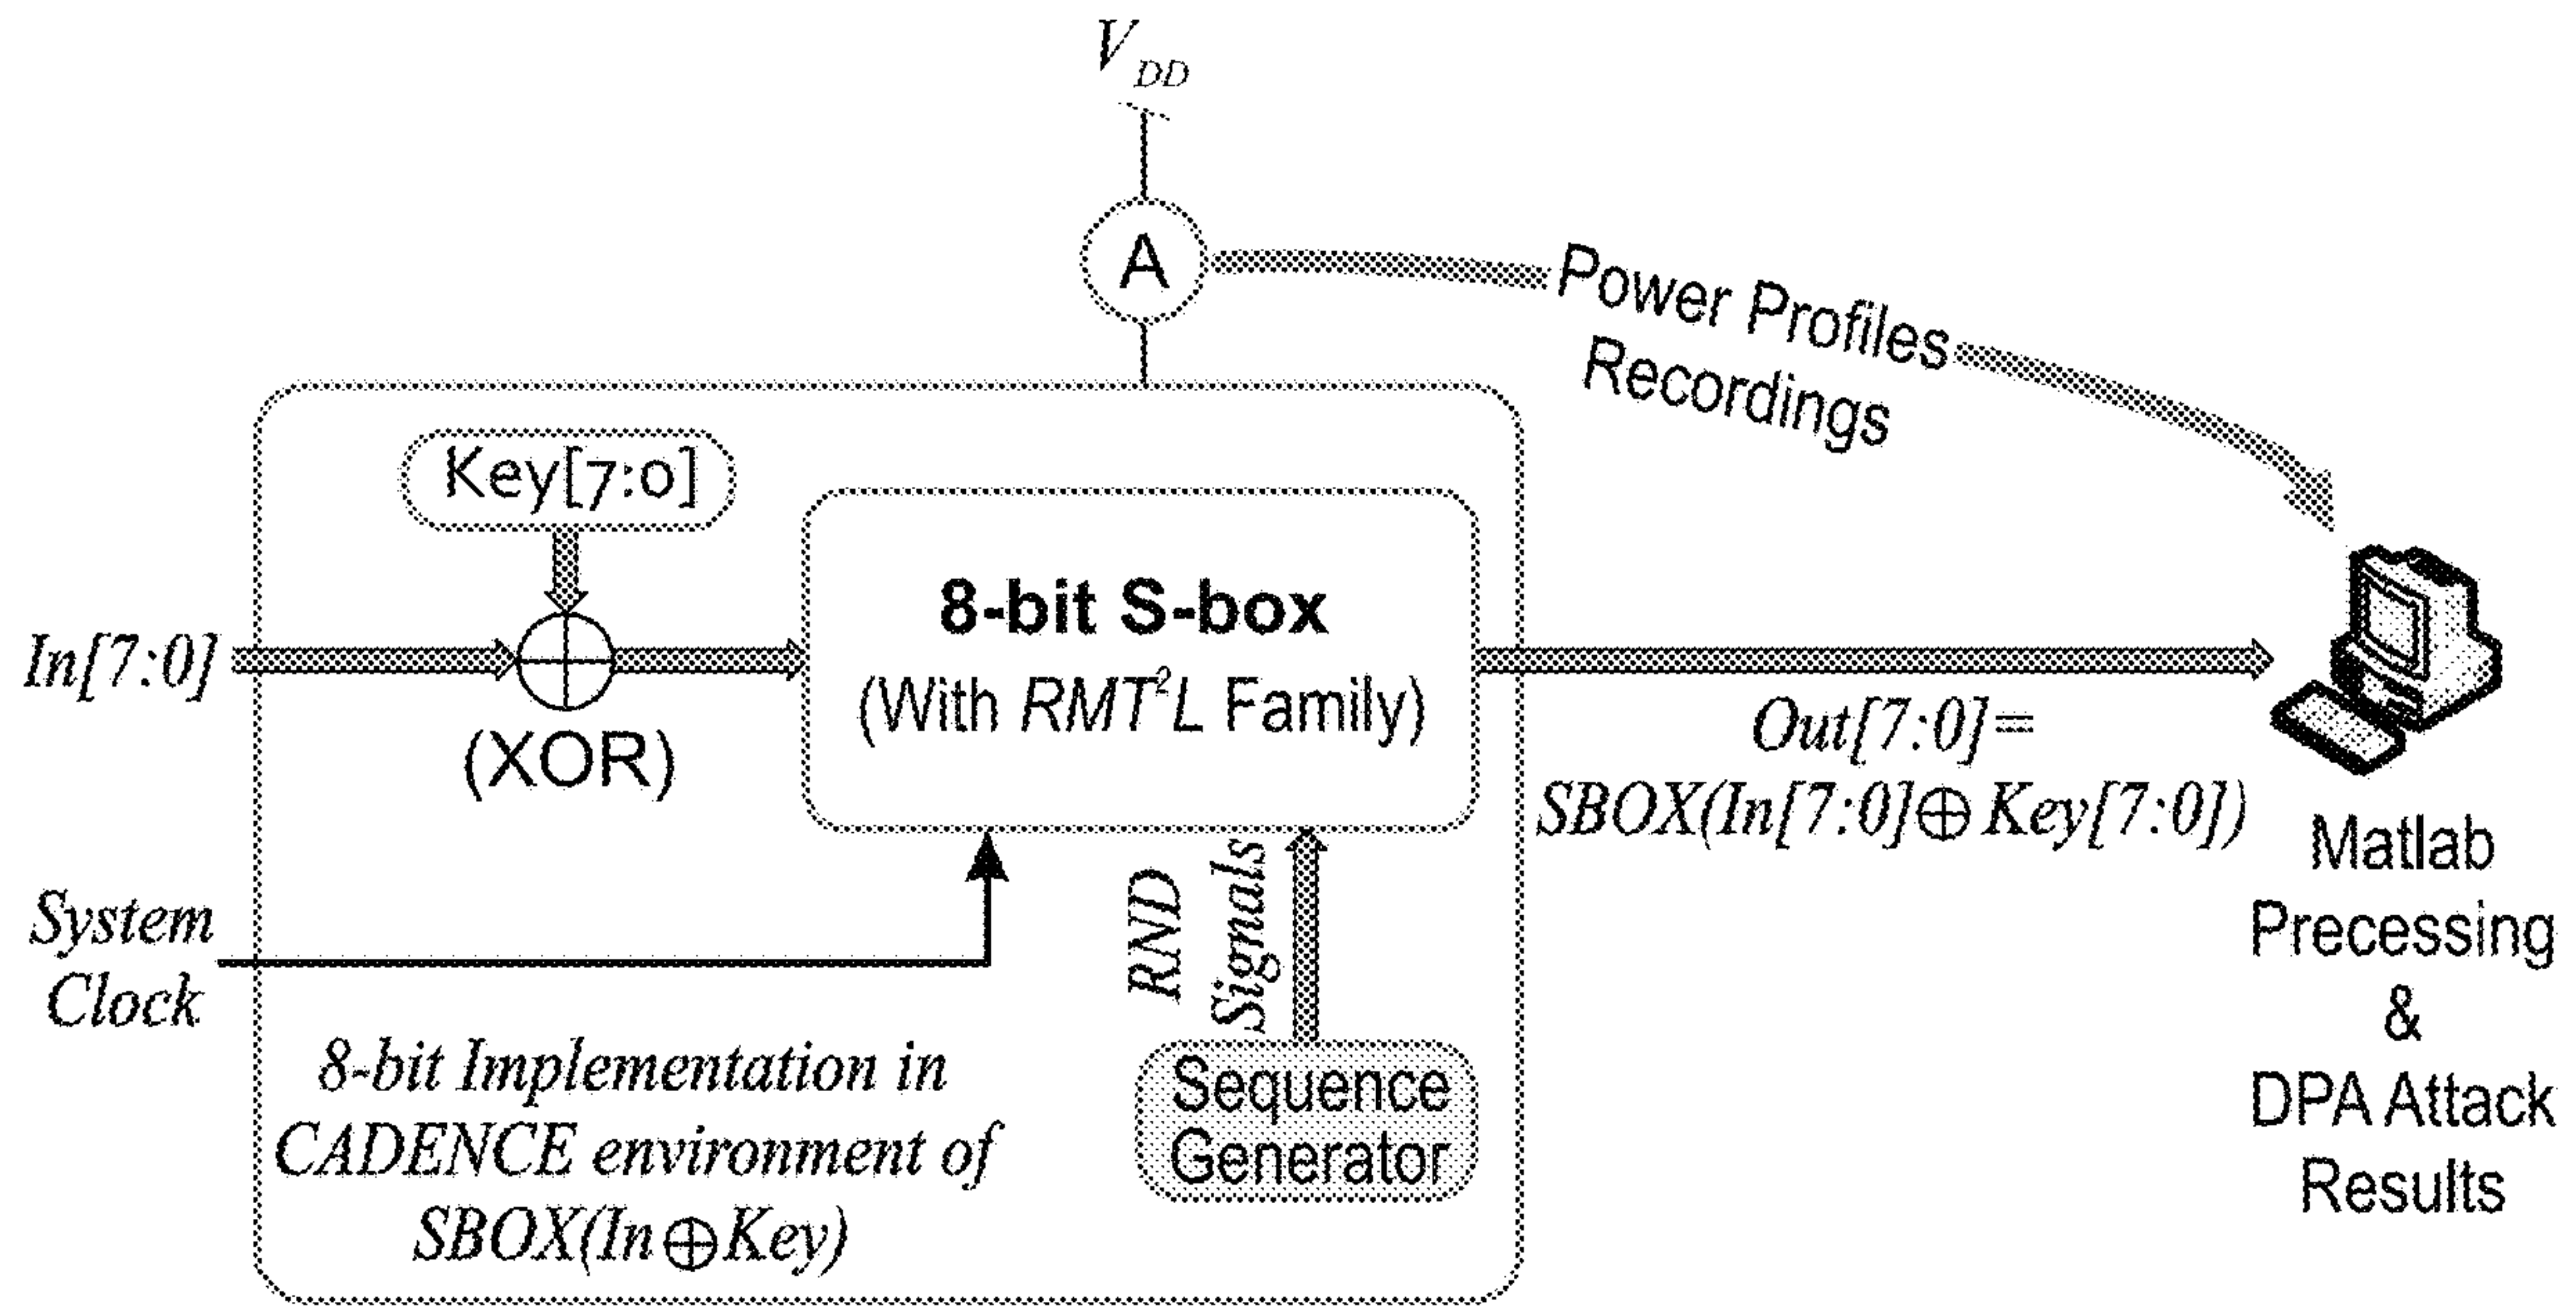 V_DD
A
Power Profiles
Recordings
Key[7:0]
In[7:0]
(XOR)
8-bit S-box
(With RMT²L Family)
Out[7:0]=
SBOX(In[7:0]⊕Key[7:0])
System
Clock
RND
Signals
Sequence
Generator
8-bit Implementation in
CADENCE environment of
SBOX(In⊕Key)
Matlab
Precessing
&
DPA Attack
Results